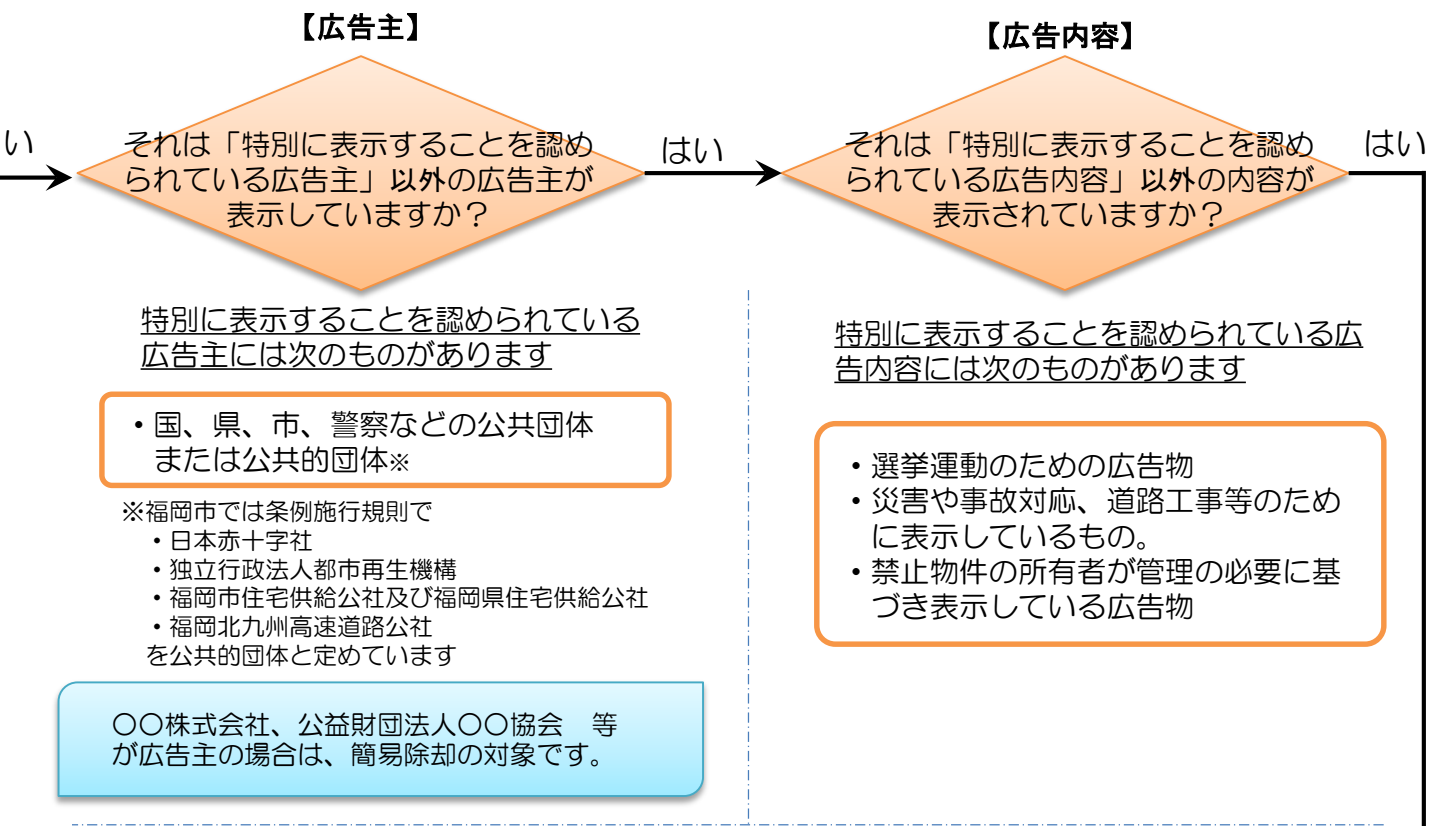 【広告主】
い
それは「特別に表示することを認め
られている広告主」以外の広告主が
表示していますか？
はい
特別に表示することを認められている
広告主には次のものがあります
・国、県、市、警察などの公共団体
または公共的団体※
※福岡市では条例施行規則で
・日本赤十字社
・独立行政法人都市再生機構
・福岡市住宅供給公社及び福岡県住宅供給公社
・福岡北九州高速道路公社
を公共的団体と定めています
〇〇株式会社、公益財団法人〇〇協会　等
が広告主の場合は、簡易除却の対象です。
【広告内容】
それは「特別に表示することを認め
られている広告内容」以外の内容が
表示されていますか？
はい
特別に表示することを認められている広
告内容には次のものがあります
・選挙運動のための広告物
・災害や事故対応、道路工事等のため
に表示しているもの。
・禁止物件の所有者が管理の必要に基
づき表示している広告物